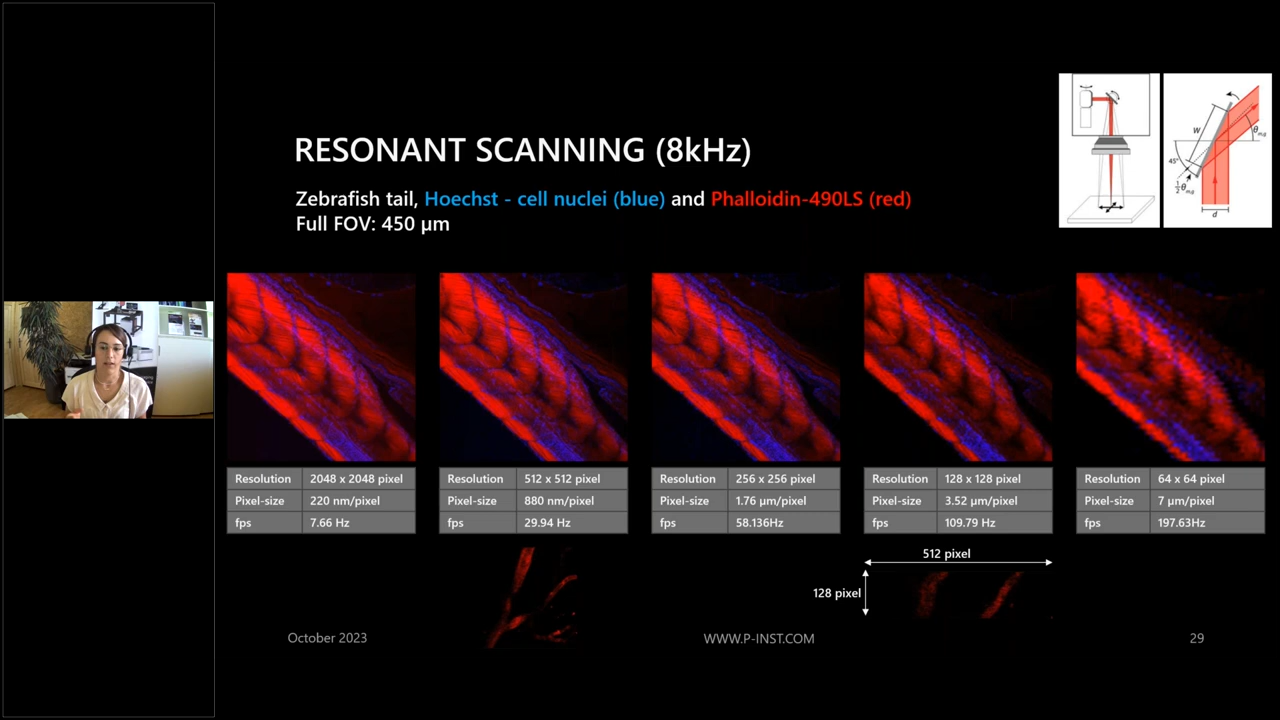 RESONANT SCANNING (8kHz)
Zebrafish tail, Hoechst - cell nuclei (blue) and Phalloidin-490LS (red)
Full FOV: 450 µm
W
45°
θm,g
½θm,g
d
Resolution 2048 x 2048 pixel
Pixel-size 220 nm/pixel
fps 7.66 Hz
Resolution 512 x 512 pixel
Pixel-size 880 nm/pixel
fps 29.94 Hz
Resolution 256 x 256 pixel
Pixel-size 1.76 µm/pixel
fps 58.136Hz
Resolution 128 x 128 pixel
Pixel-size 3.52 µm/pixel
fps 109.79 Hz
Resolution 64 x 64 pixel
Pixel-size 7 µm/pixel
fps 197.63Hz
512 pixel
128 pixel
October 2023
WWW.P-INST.COM
29